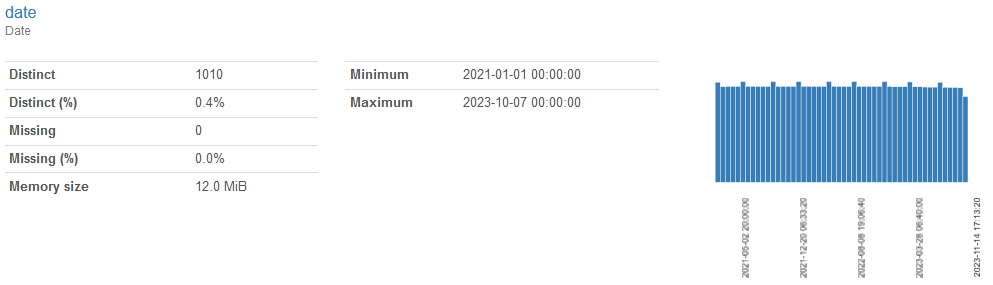 date
Date
Distinct 1010
Distinct (%) 0.4%
Missing 0
Missing (%) 0.0%
Memory size 12.0 MiB
Minimum 2021-01-01 00:00:00
Maximum 2023-10-07 00:00:00
2021-05-02 20:00:00
2021-12-20 06:33:20
2022-08-08 19:06:40
2023-03-28 06:40:00
2023-11-14 17:13:20